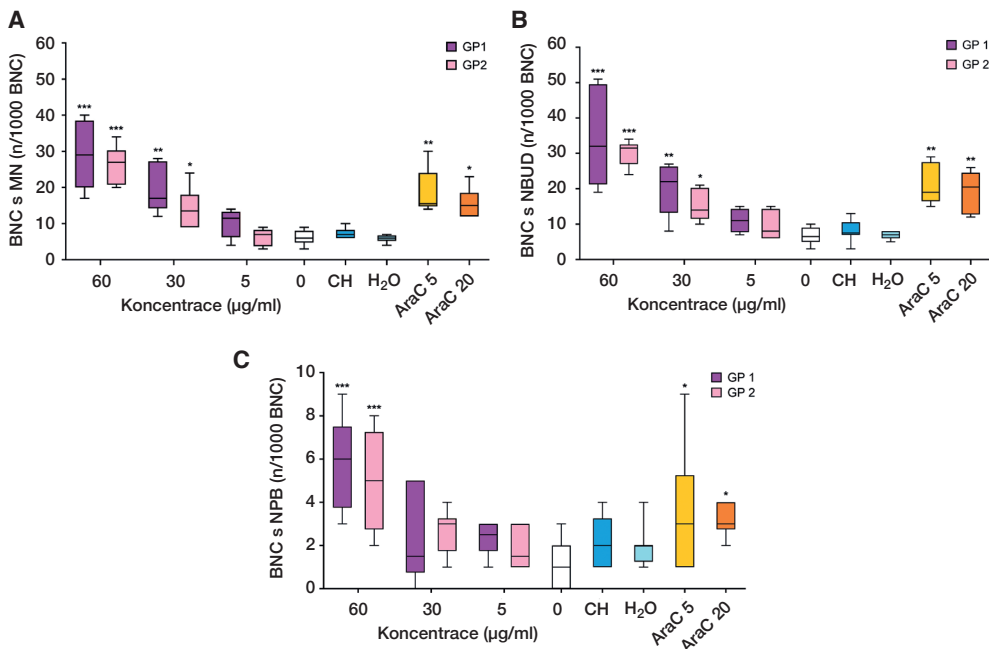 A
BNC s MN (n/1000 BNC)
60
50
40
30
20
10
0
GP1
GP2
***
***
**
*
**
*
60
30
5
0
CH
H₂O
AraC 5
AraC 20
Koncentrace (µg/ml)
B
BNC s NBUD (n/1000 BNC)
60
50
40
30
20
10
0
GP 1
GP 2
***
***
**
*
**
**
60
30
5
0
CH
H₂O
AraC 5
AraC 20
Koncentrace (µg/ml)
C
BNC s NPB (n/1000 BNC)
10
8
6
4
2
0
GP 1
GP 2
***
***
*
*
60
30
5
0
CH
H₂O
AraC 5
AraC 20
Koncentrace (µg/ml)